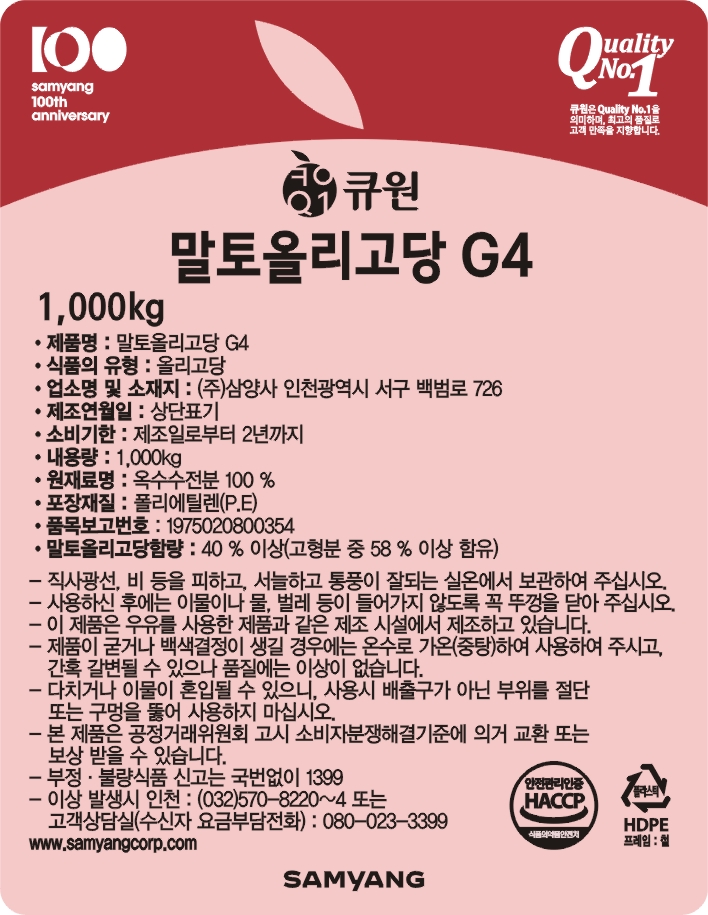 100
samyang
100th
anniversary
Quality
No.1
큐원은 Quality No.1을
의미하며, 최고의 품질로
고객 만족을 지향합니다.
큐원
Q1
큐원
말토올리고당 G4
1,000kg
• 제품명 : 말토올리고당 G4
• 식품의 유형 : 올리고당
• 업소명 및 소재지 : (주)삼양사 인천광역시 서구 백범로 726
• 제조연월일 : 상단표기
• 소비기한 : 제조일로부터 2년까지
• 내용량 : 1,000kg
• 원재료명 : 옥수수전분 100 %
• 포장재질 : 폴리에틸렌(P.E)
• 품목보고번호 : 1975020800354
• 말토올리고당함량 : 40 % 이상(고형분 중 58 % 이상 함유)
– 직사광선, 비 등을 피하고, 서늘하고 통풍이 잘되는 실온에서 보관하여 주십시오.
– 사용하신 후에는 이물이나 물, 벌레 등이 들어가지 않도록 꼭 뚜껑을 닫아 주십시오.
– 이 제품은 우유를 사용한 제품과 같은 제조 시설에서 제조하고 있습니다.
– 제품이 굳거나 백색결정이 생길 경우에는 온수로 가온(중탕)하여 사용하여 주시고,
간혹 갈변될 수 있으나 품질에는 이상이 없습니다.
– 다치거나 이물이 혼입될 수 있으니, 사용시 배출구가 아닌 부위를 절단
또는 구멍을 뚫어 사용하지 마십시오.
– 본 제품은 공정거래위원회 고시 소비자분쟁해결기준에 의거 교환 또는
보상 받을 수 있습니다.
– 부정 · 불량식품 신고는 국번없이 1399
– 이상 발생시 인천 : (032)570-8220~4 또는
고객상담실(수신자 요금부담전화) : 080-023-3399
www.samyangcorp.com
안전관리인증
HACCP
식품의약품안전처
플라스틱
HDPE
프레임 : 철
SAMYANG